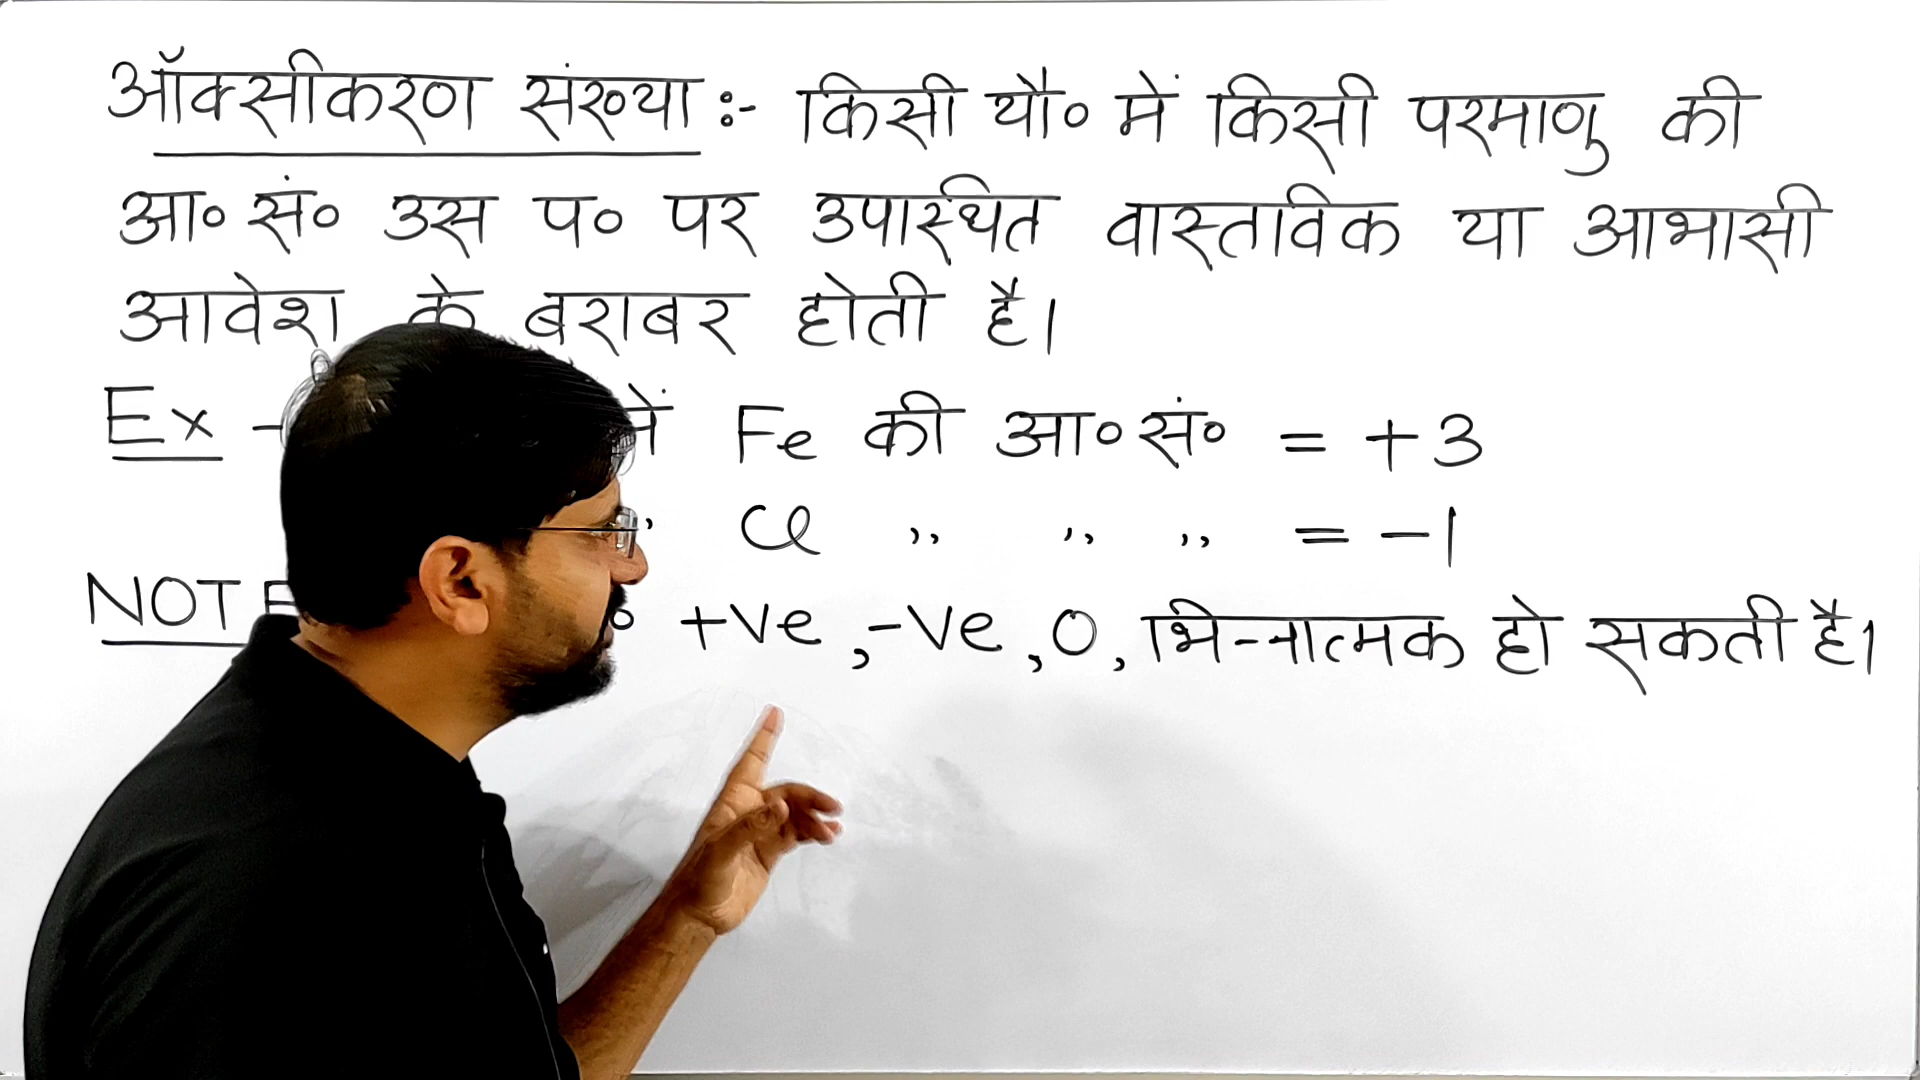 ऑक्सीकरण संख्या :- किसी यौ० में किसी परमाणु की
आ० सं० उस प० पर उपस्थित वास्तविक या आभासी
आवेश के बराबर होती है।
Ex - में Fe की आ० सं० = +3
Cl ,, ,, ,, = -1
NOTE +ve, -ve, 0, भिन्नात्मक हो सकती है।